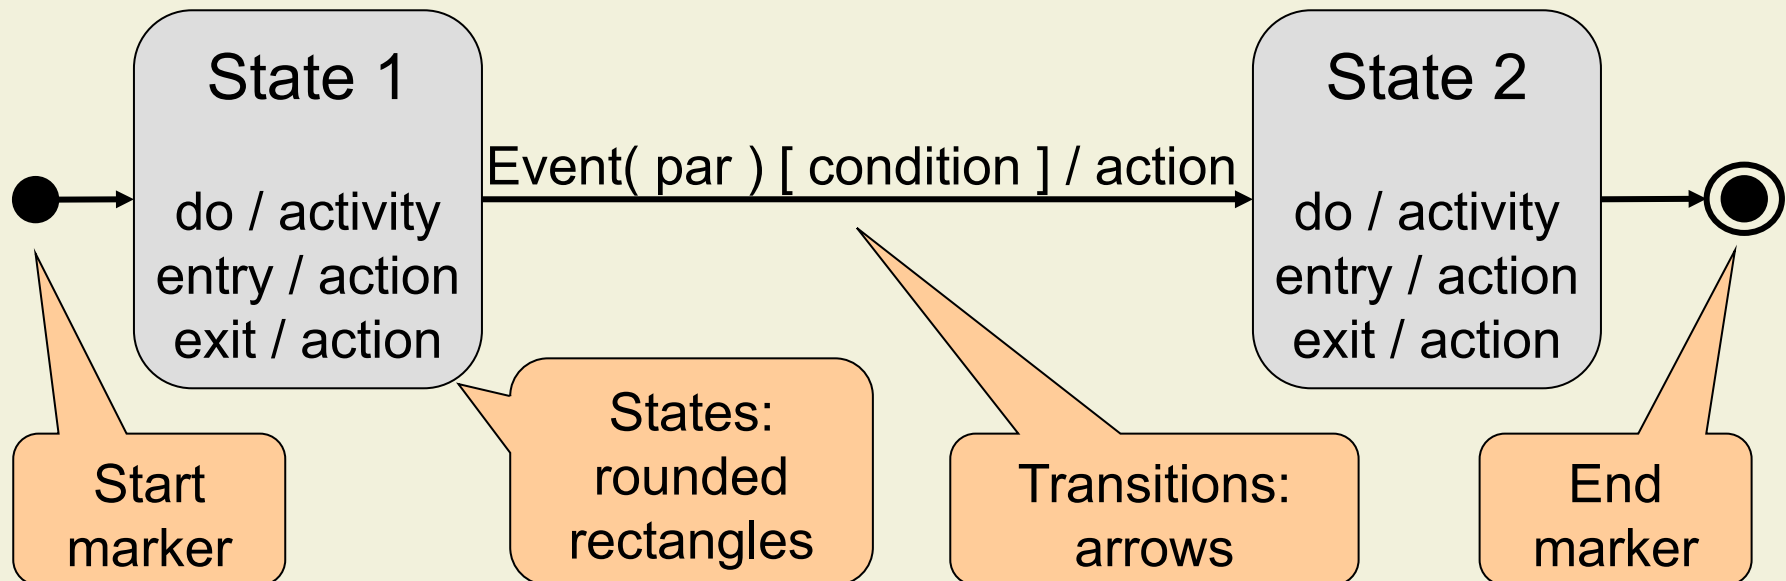 State 1
do / activity
entry / action
exit / action
Event( par ) [ condition ] / action
State 2
do / activity
entry / action
exit / action
Start
marker
States:
rounded
rectangles
Transitions:
arrows
End
marker